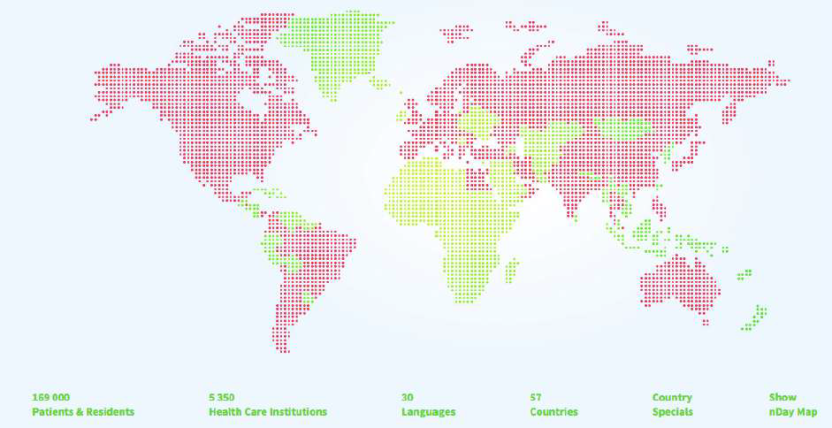 169 000
Patients & Residents
5 350
Health Care Institutions
30
Languages
57
Countries
Country
Specials
Show
nDay Map